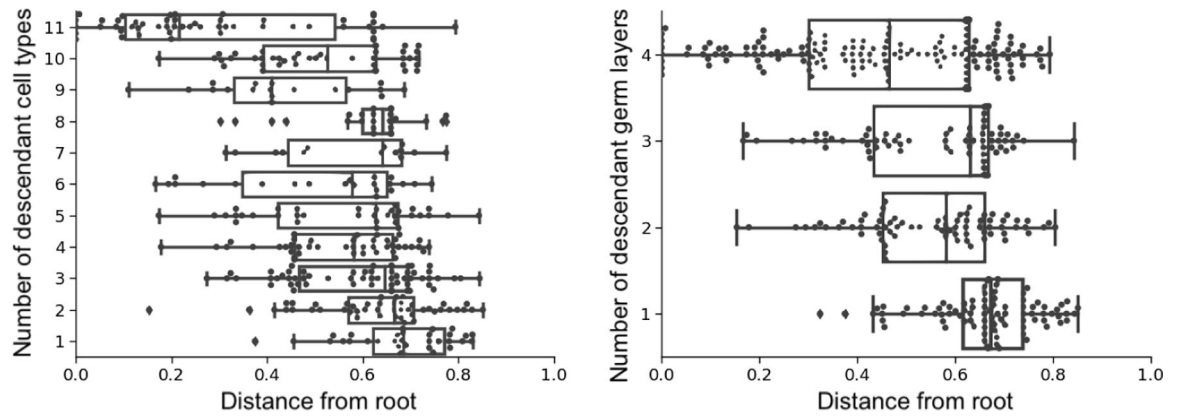 Number of descendant cell types
11
10
9
8
7
6
5
4
3
2
1
0.0 0.2 0.4 0.6 0.8 1.0
Distance from root
Number of descendant germ layers
4
3
2
1
0.0 0.2 0.4 0.6 0.8 1.0
Distance from root